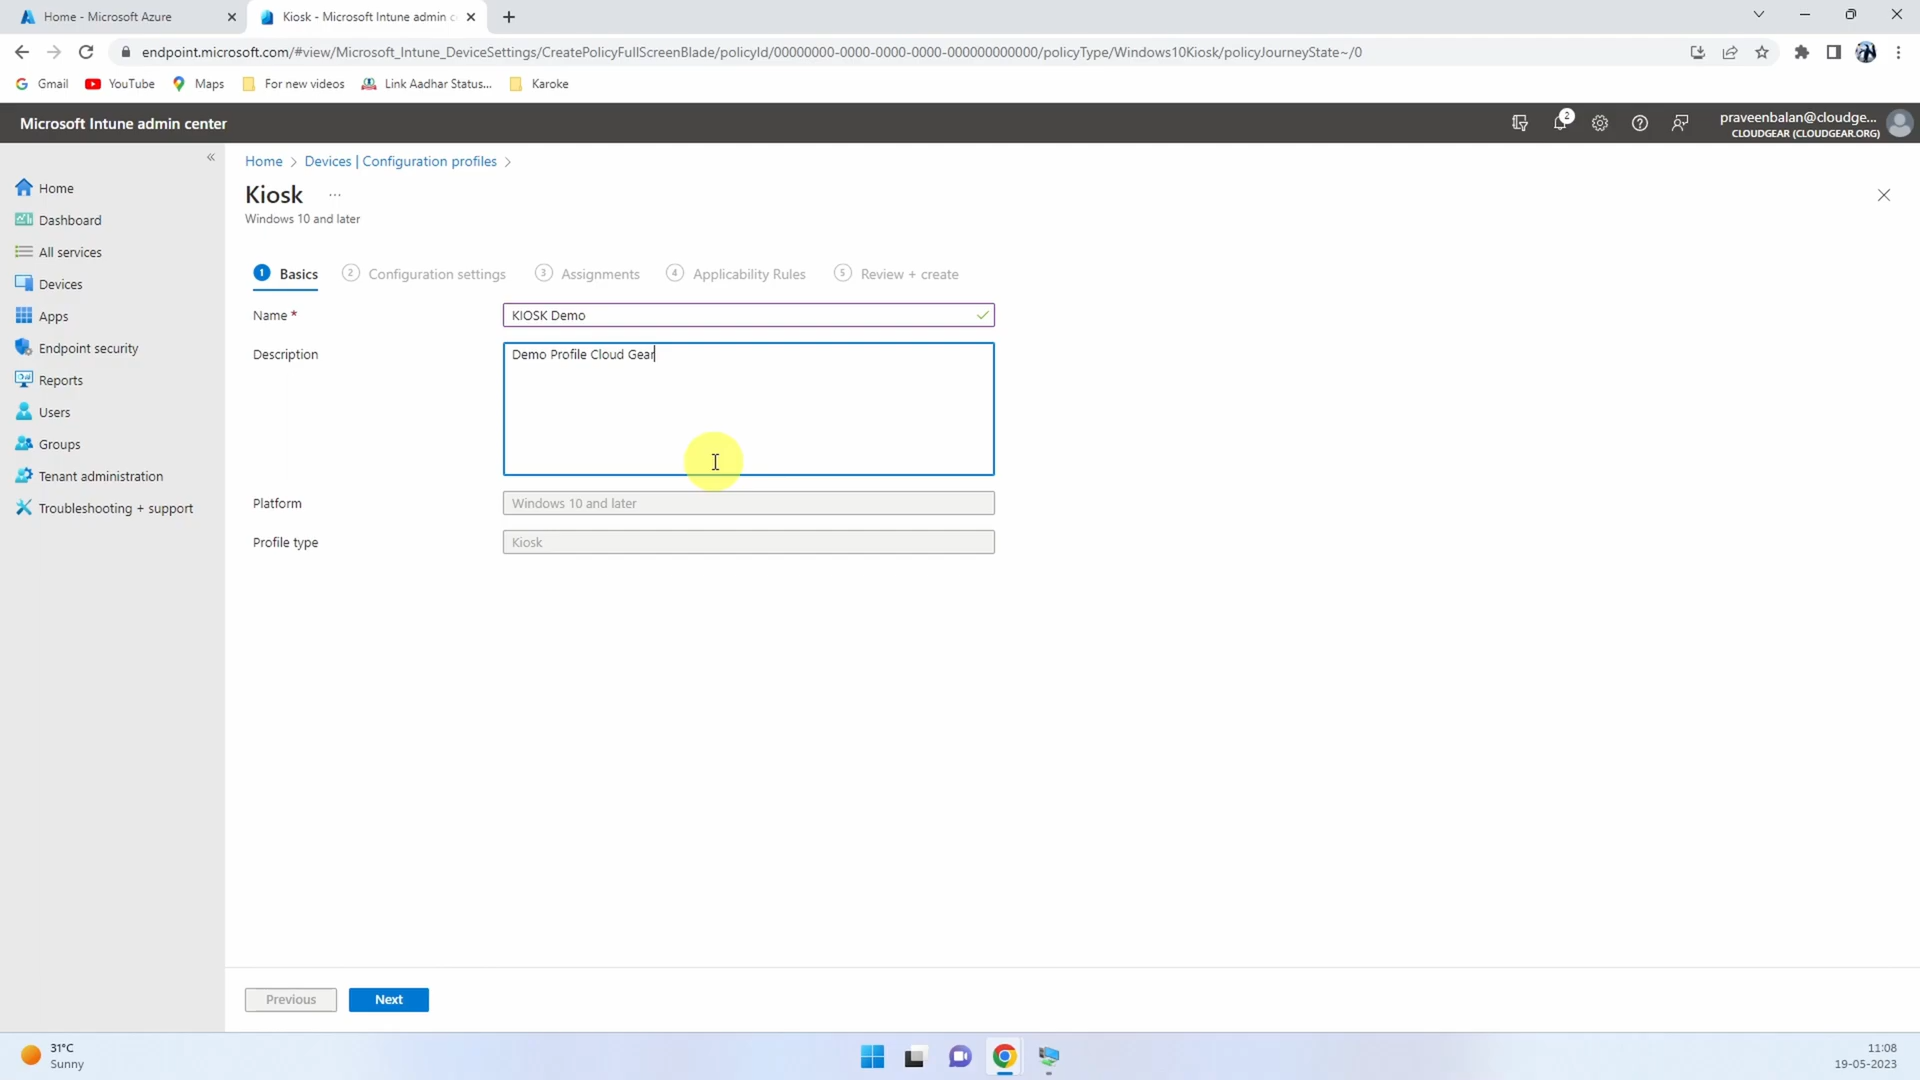 Home - Microsoft Azure
Kiosk - Microsoft Intune admin c
endpoint.microsoft.com/#view/Microsoft_Intune_DeviceSettings/CreatePolicyFullScreenBlade/policyId/00000000-0000-0000-0000-000000000000/policyType/Windows10Kiosk/policyJourneyState~/0
Gmail
YouTube
Maps
For new videos
Link Aadhar Status...
Karoke
Microsoft Intune admin center
2
praveenbalan@cloudge...
CLOUDGEAR (CLOUDGEAR.ORG)
Home
Dashboard
All services
Devices
Apps
Endpoint security
Reports
Users
Groups
Tenant administration
Troubleshooting + support
Home > Devices | Configuration profiles >
Kiosk ...
Windows 10 and later
1 Basics
2 Configuration settings
3 Assignments
4 Applicability Rules
5 Review + create
Name * KIOSK Demo
Description Demo Profile Cloud Gear
Platform Windows 10 and later
Profile type Kiosk
Previous
Next
31°C
Sunny
11:08
19-05-2023